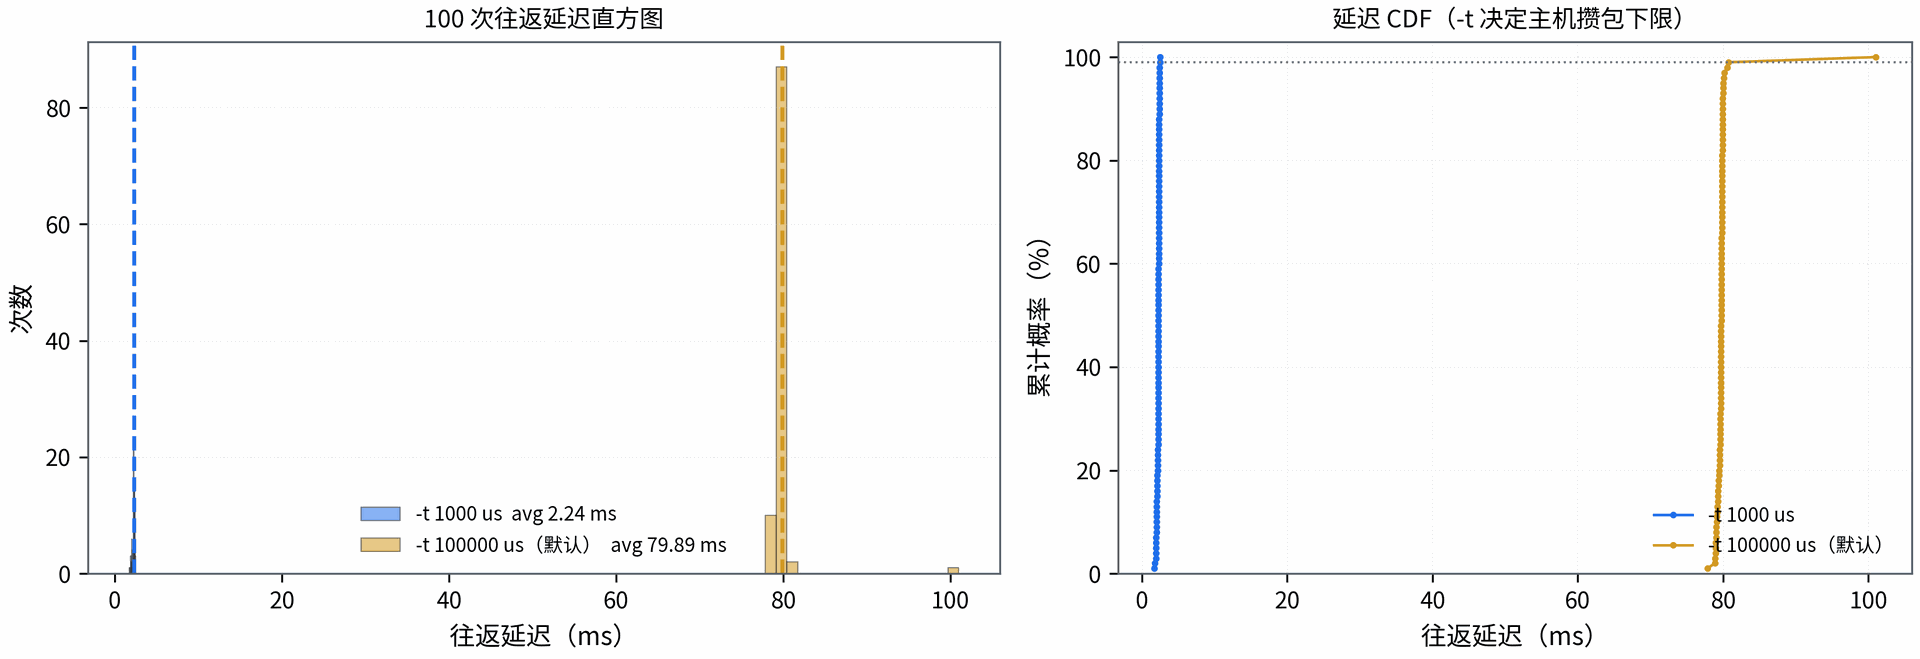 100 次往返延迟直方图
次数
80
60
40
20
0
0 20 40 60 80 100
往返延迟（ms）
-t 1000 us avg 2.24 ms
-t 100000 us（默认） avg 79.89 ms
延迟 CDF（-t 决定主机攒包下限）
累计概率（%）
100
80
60
40
20
0
0 20 40 60 80 100
往返延迟（ms）
-t 1000 us
-t 100000 us（默认）